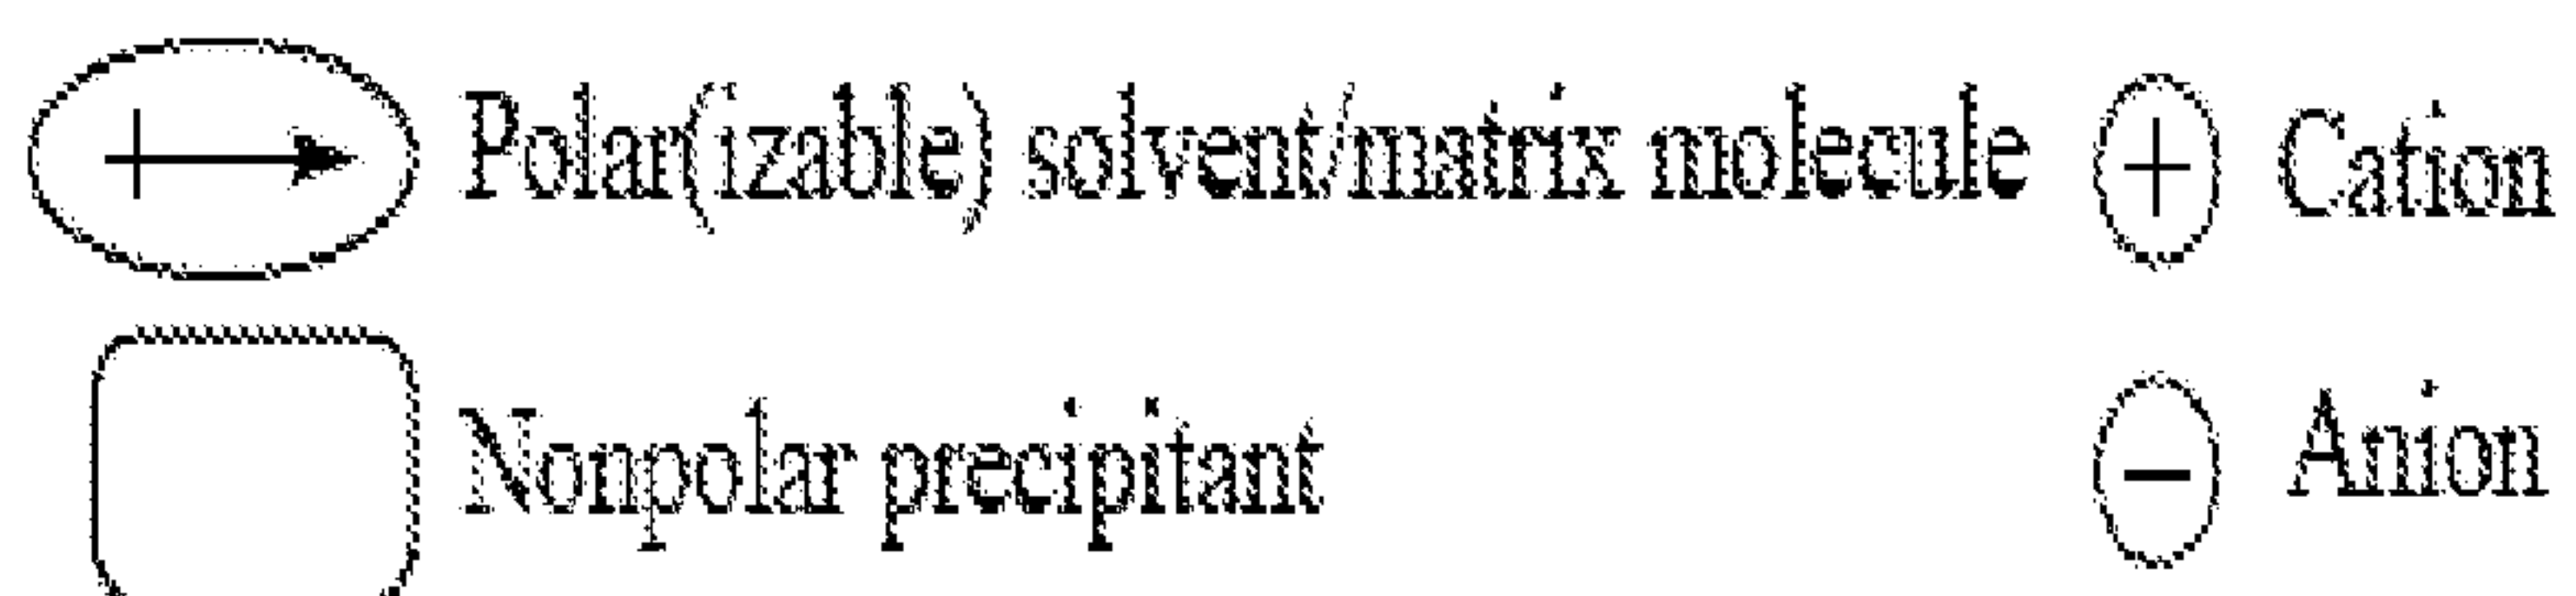 Polar(izable) solvent/matrix molecule
+ Cation
Nonpolar precipitant
− Anion